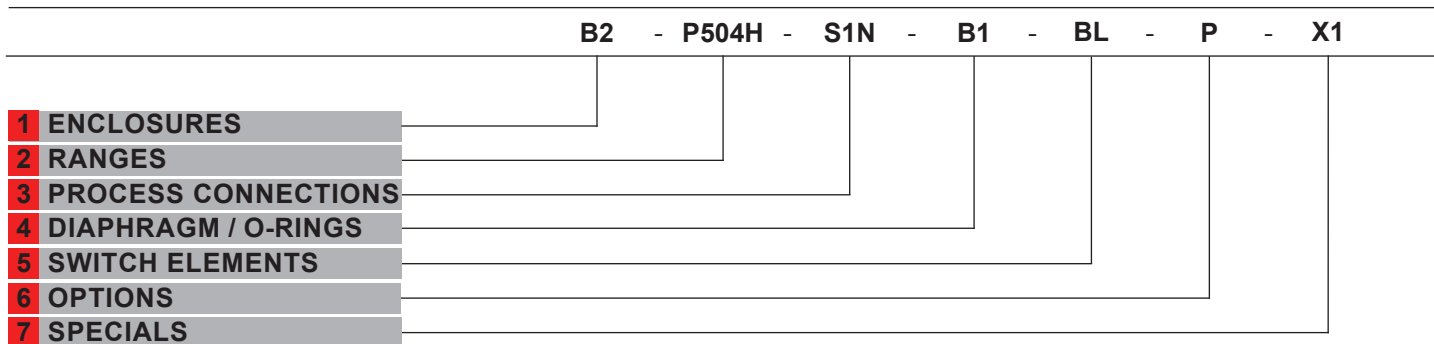 B2 - P504H - S1N - B1 - BL - P - X1
1 ENCLOSURES
2 RANGES
3 PROCESS CONNECTIONS
4 DIAPHRAGM / O-RINGS
5 SWITCH ELEMENTS
6 OPTIONS
7 SPECIALS